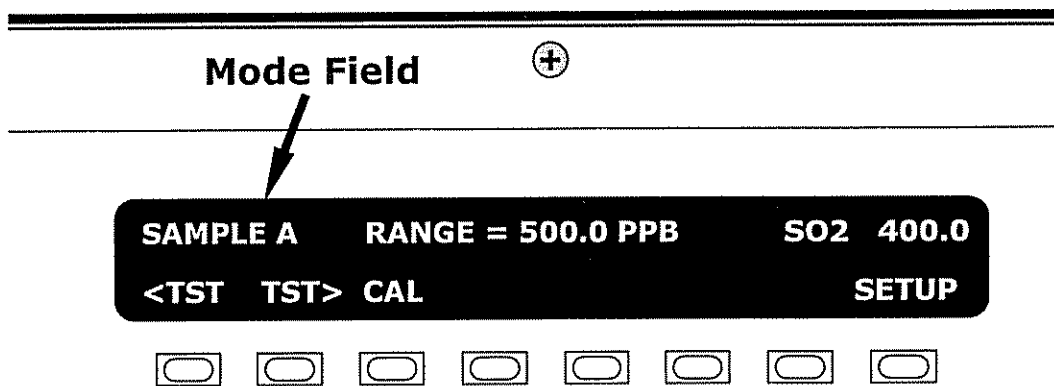 Mode Field
SAMPLE A RANGE = 500.0 PPB SO2 400.0
<TST TST> CAL SETUP